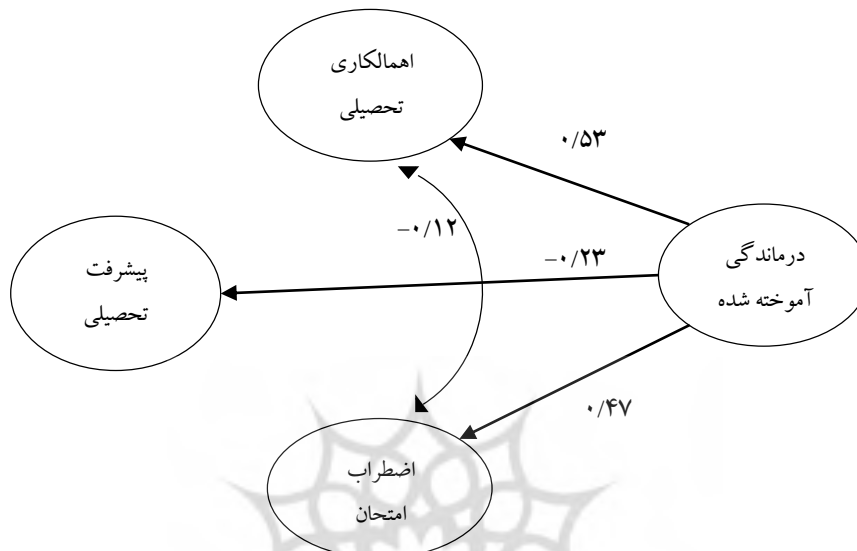 اهمالکاری
تحصیلی
۰/۵۳
−۰/۱۲
درماندگی
آموخته شده
−۰/۲۳
پیشرفت
تحصیلی
۰/۴۷
اضطراب
امتحان